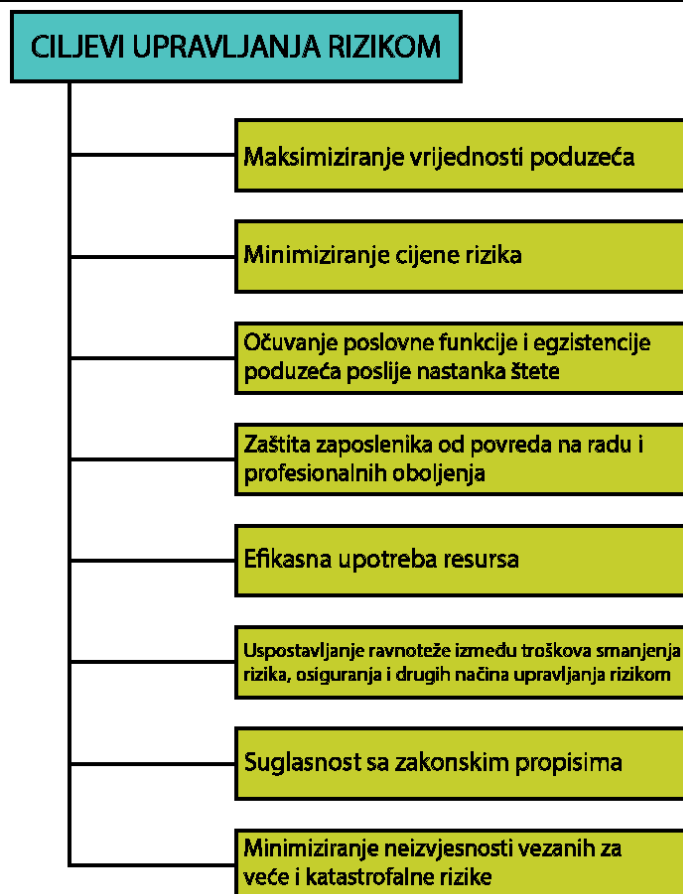 CILJEVI UPRAVLJANJA RIZIKOM
Maksimiziranje vrijednosti poduzeća
Minimiziranje cijene rizika
Očuvanje poslovne funkcije i egzistencije
poduzeća poslije nastanka štete
Zaštita zaposlenika od povreda na radu i
profesionalnih oboljenja
Efikasna upotreba resursa
Uspostavljanje ravnoteže između troškova smanjenja
rizika, osiguranja i drugih načina upravljanja rizikom
Suglasnost sa zakonskim propisima
Minimiziranje neizvjesnosti vezanih za
veće i katastrofalne rizike